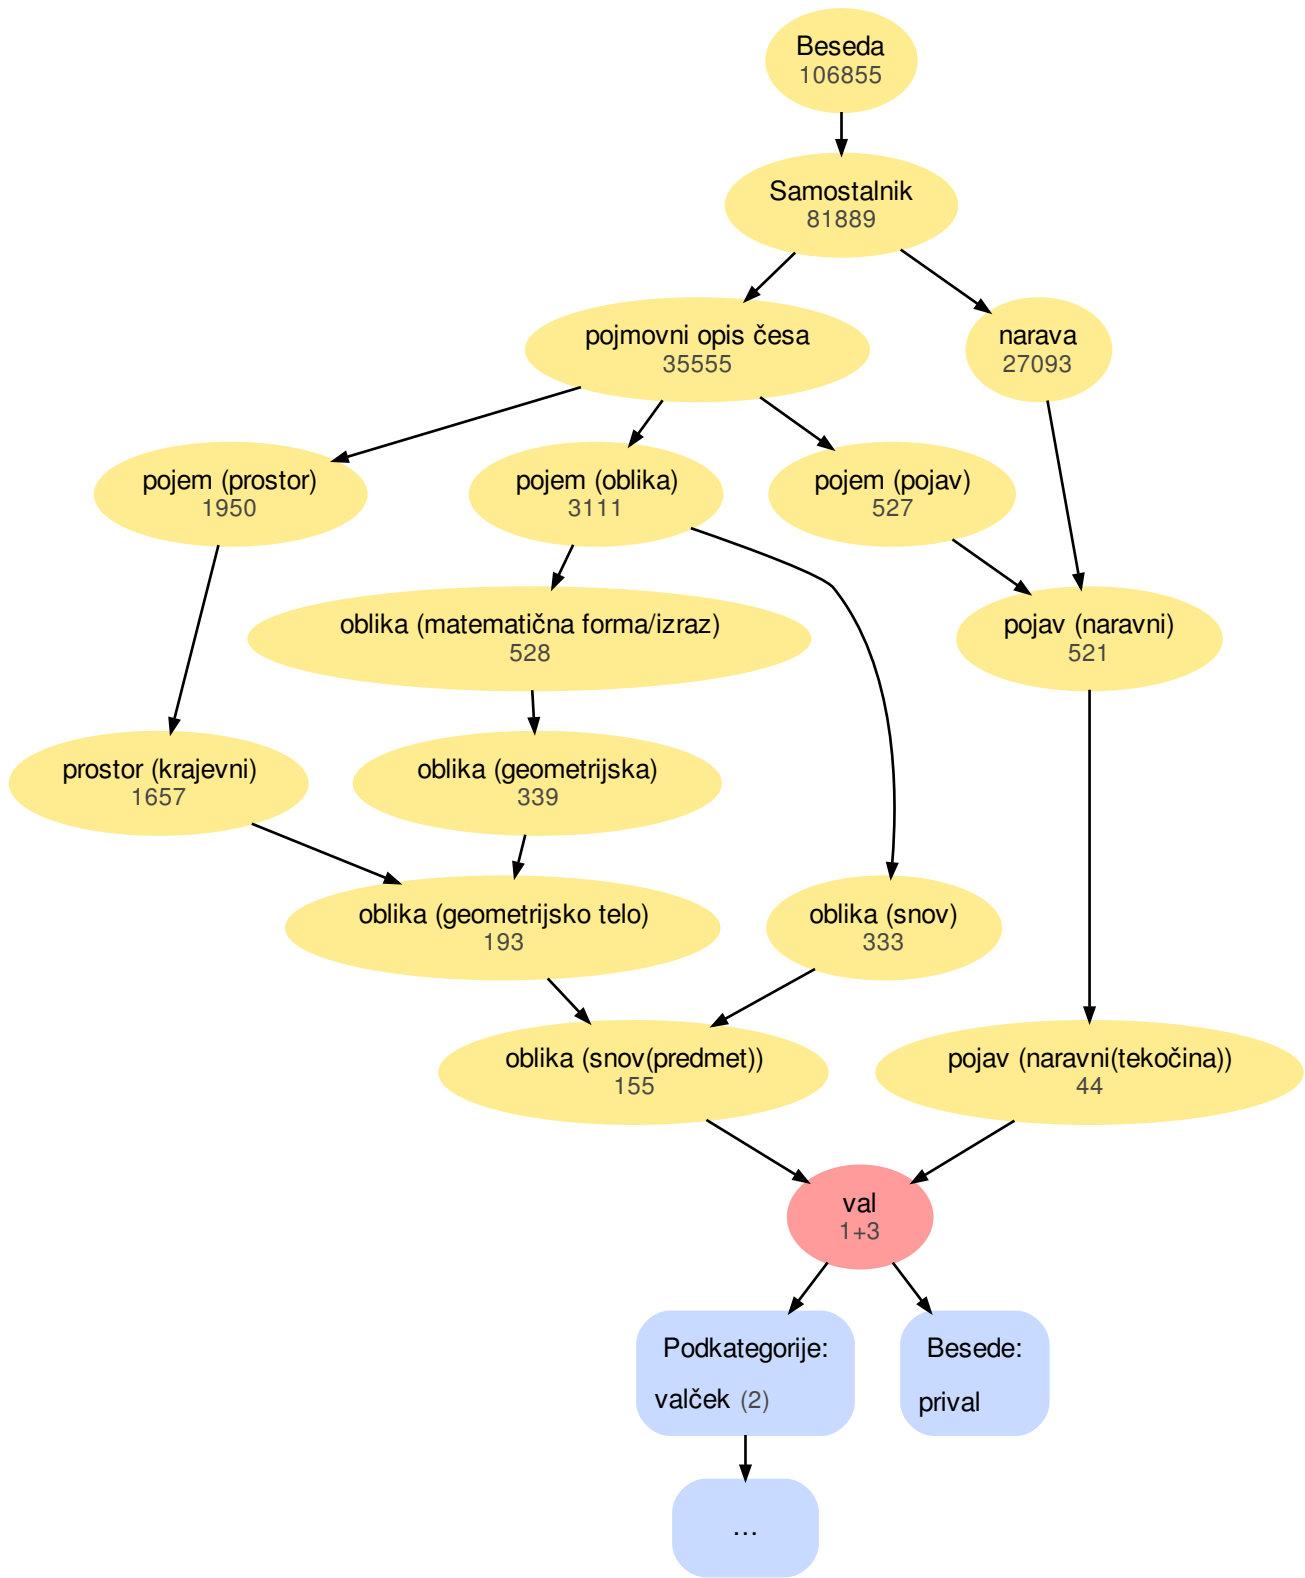 Beseda
106855
Samostalnik
81889
pojmovni opis česa
35555
narava
27093
pojem (prostor)
1950
pojem (oblika)
3111
pojem (pojav)
527
oblika (matematična forma/izraz)
528
pojav (naravni)
521
prostor (krajevni)
1657
oblika (geometrijska)
339
oblika (geometrijsko telo)
193
oblika (snov)
333
oblika (snov(predmet))
155
pojav (naravni(tekočina))
44
val
1+3
Podkategorije:
valček (2)
Besede:
prival
...